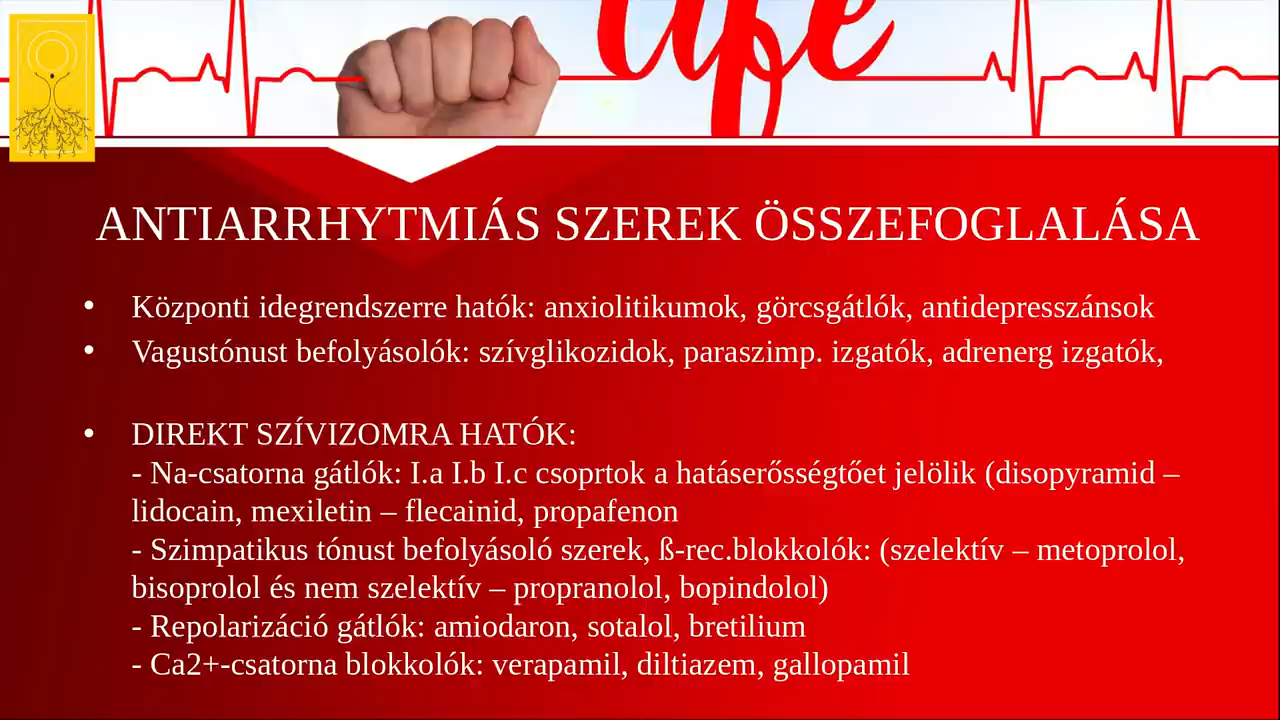 life
ANTIARRHYTMIÁS SZEREK ÖSSZEFOGLALÁSA
• Központi idegrendszerre hatók: anxiolitikumok, görcsgátlók, antidepresszánsok
• Vagustónust befolyásolók: szívglikozidok, paraszimp. izgatók, adrenerg izgatók,
• DIREKT SZÍVIZOMRA HATÓK:
- Na-csatorna gátlók: I.a I.b I.c csoprtok a hatáserősségtőet jelölik (disopyramid –
lidocain, mexiletin – flecainid, propafenon
- Szimpatikus tónust befolyásoló szerek, ß-rec.blokkolók: (szelektív – metoprolol,
bisoprolol és nem szelektív – propranolol, bopindolol)
- Repolarizáció gátlók: amiodaron, sotalol, bretilium
- Ca2+-csatorna blokkolók: verapamil, diltiazem, gallopamil